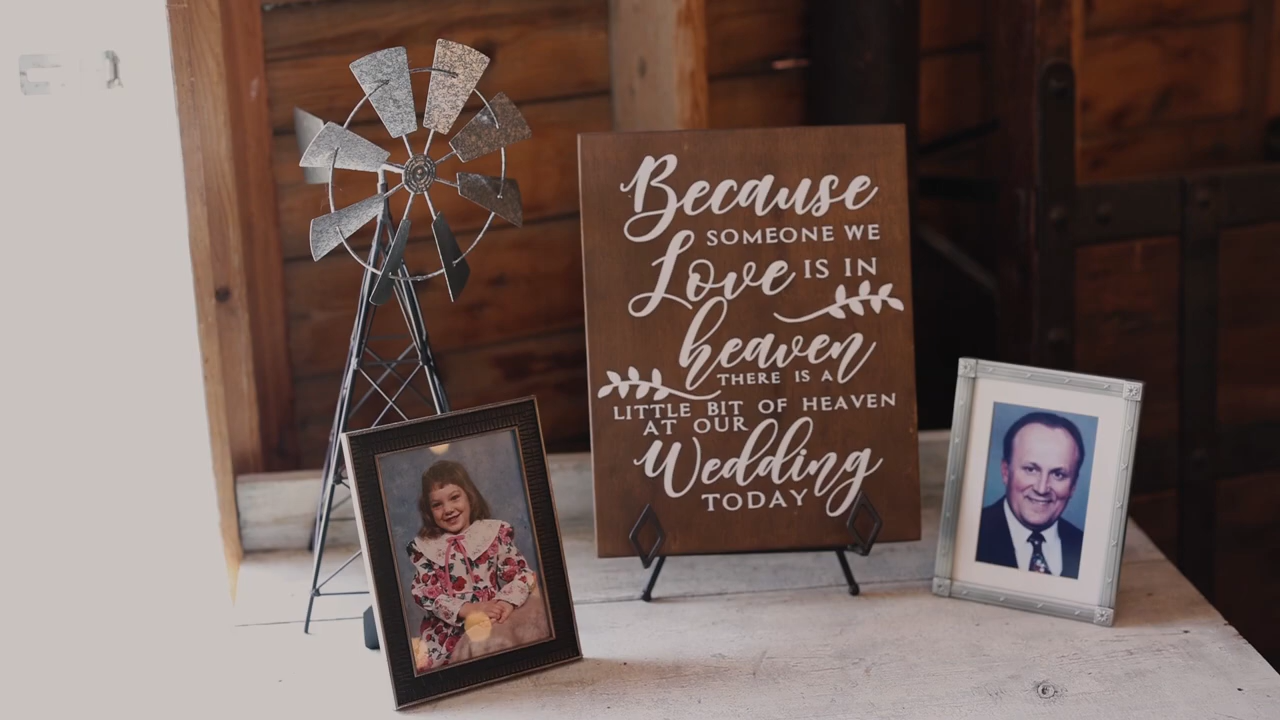 Because
SOMEONE WE
Love IS IN
heaven
THERE IS A
LITTLE BIT OF HEAVEN
AT OUR
Wedding
TODAY